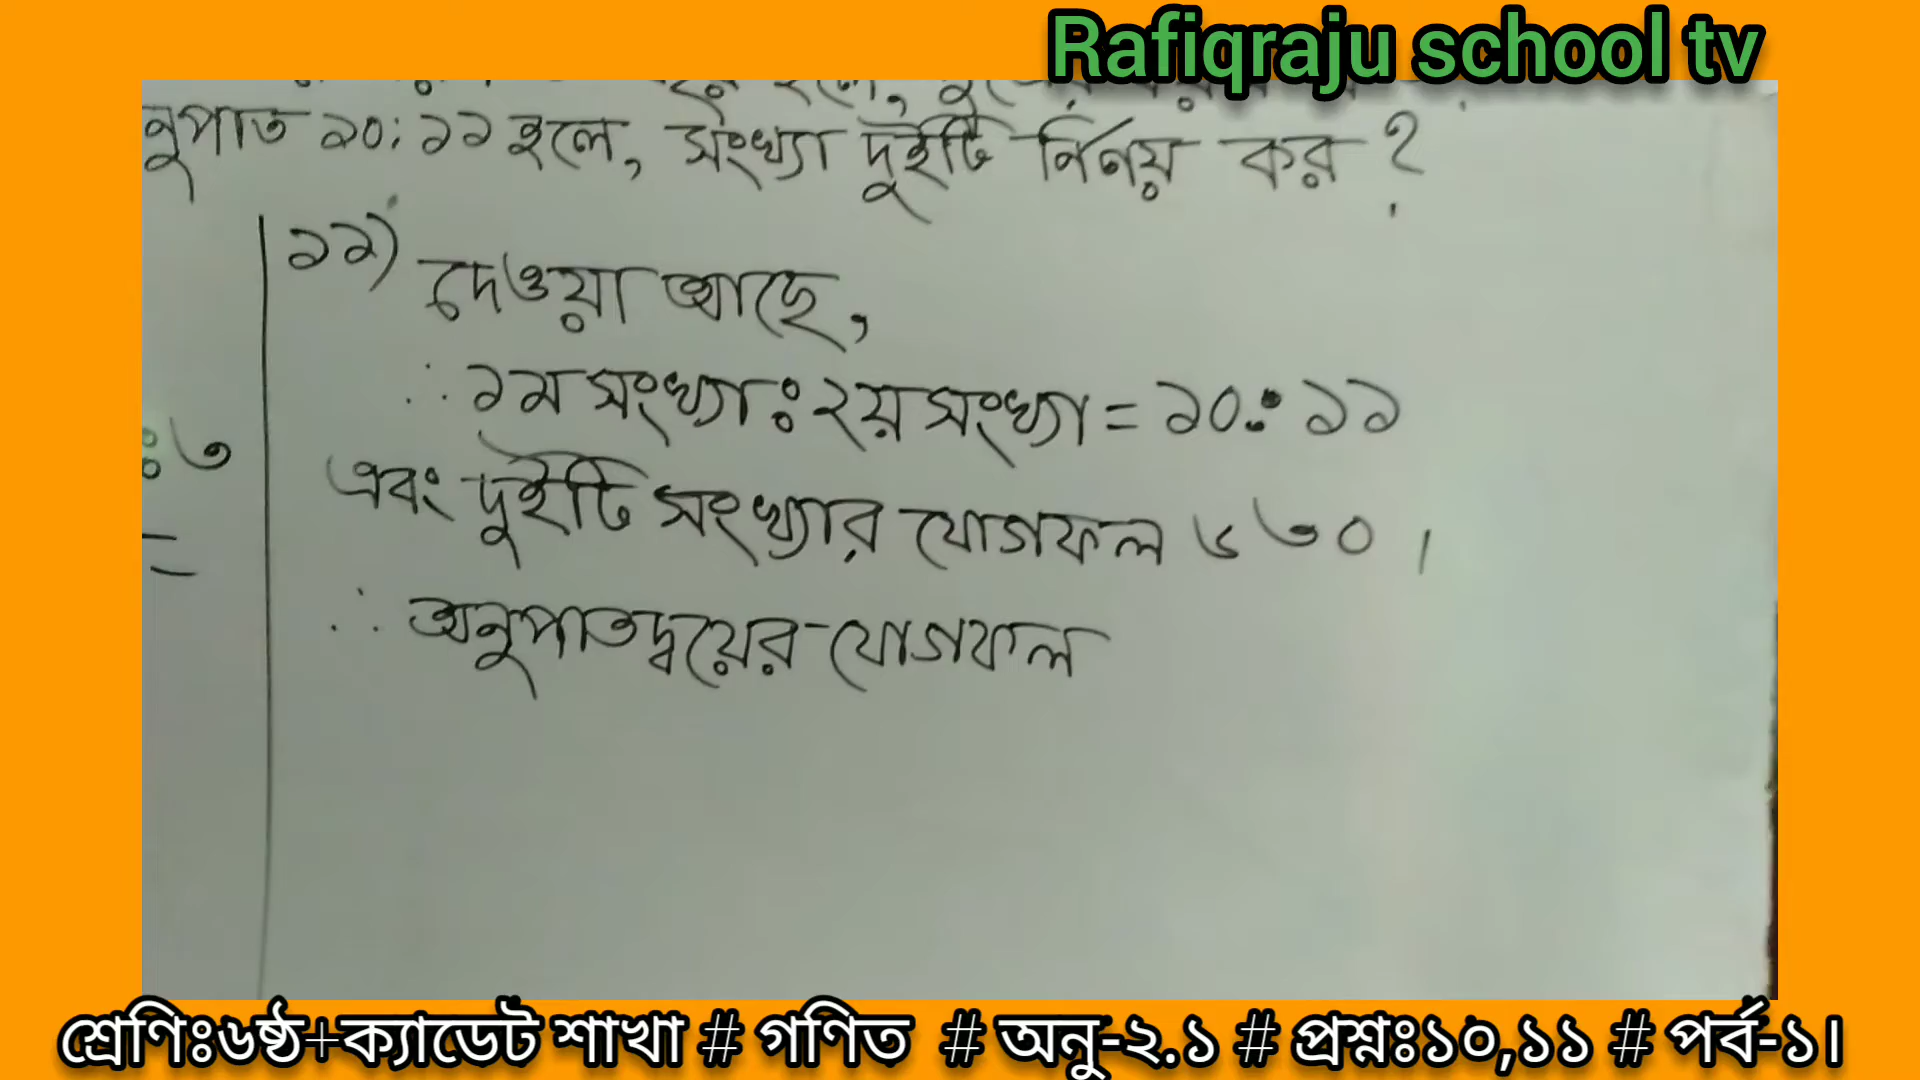 Rafiqraju school tv
নুপাত ১০:১১ হলে, সংখ্যা দুইটি নির্ণয় কর ?
১১)
দেওয়া আছে,
∴ ১ম সংখ্যা : ২য় সংখ্যা = ১০ : ১১
:৩
এবং দুইটি সংখ্যার যোগফল ৬৩০।
=
∴ অনুপাতদ্বয়ের যোগফল
শ্রেণিঃ৬ষ্ঠ+ক্যাডেট শাখা # গণিত # অনু-২.১ # প্রশ্নঃ১০,১১ # পর্ব-১।